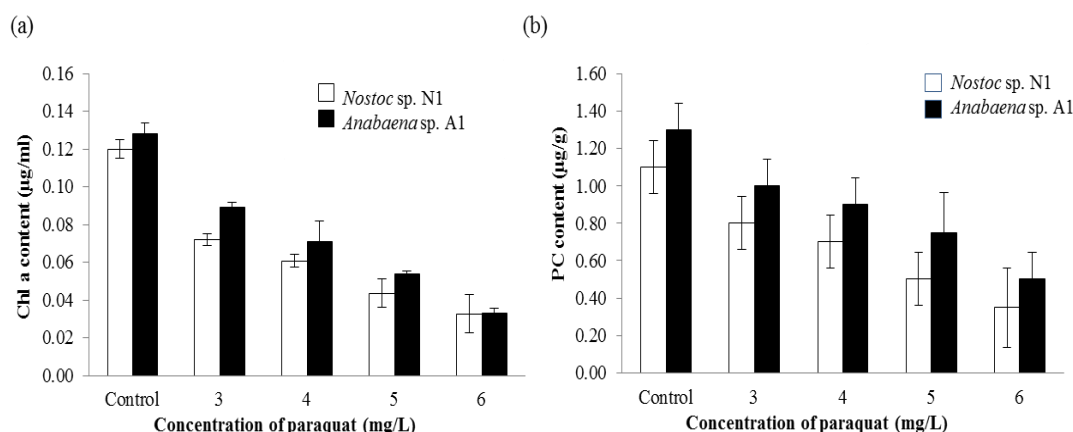 (a)
Chl a content (µg/ml)
0.16
0.14
0.12
0.10
0.08
0.06
0.04
0.02
0.00
Nostoc sp. N1
Anabaena sp. A1
Control 3 4 5 6
Concentration of paraquat (mg/L)
(b)
PC content (µg/g)
1.60
1.40
1.20
1.00
0.80
0.60
0.40
0.20
0.00
Nostoc sp. N1
Anabaena sp. A1
Control 3 4 5 6
Concentration of paraquat (mg/L)